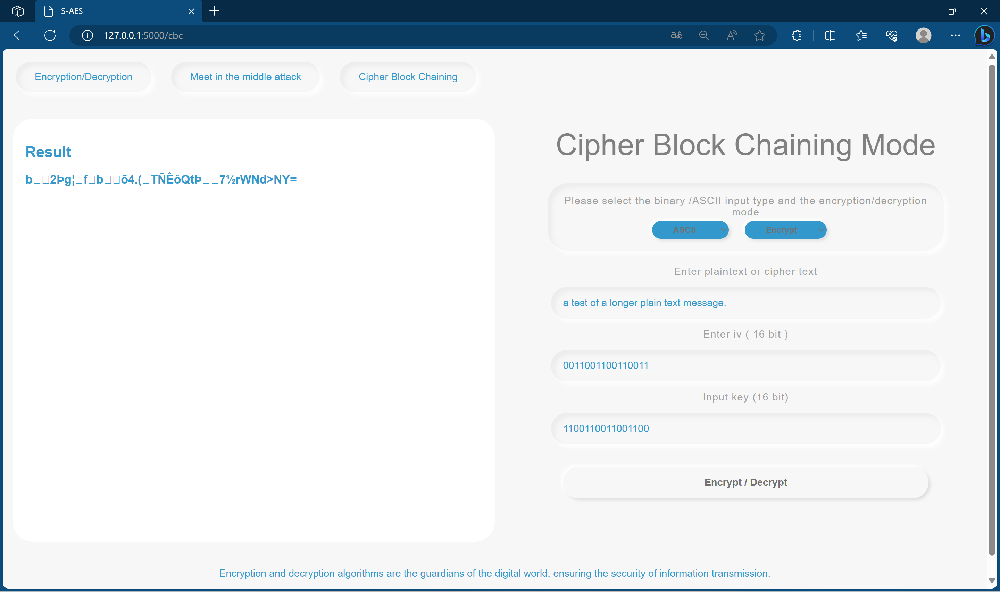 S-AES
127.0.0.1:5000/cbc
aあ
Encryption/Decryption
Meet in the middle attack
Cipher Block Chaining
Result
b□□2Þg¦□f□b□□õ4.(□TÑÊôQtÞ□□7½rWNd>NY=
Cipher Block Chaining Mode
Please select the binary /ASCII input type and the encryption/decryption
mode
ASCII
Encrypt
Enter plaintext or cipher text
a test of a longer plain text message.
Enter iv ( 16 bit )
0011001100110011
Input key (16 bit)
1100110011001100
Encrypt / Decrypt
Encryption and decryption algorithms are the guardians of the digital world, ensuring the security of information transmission.